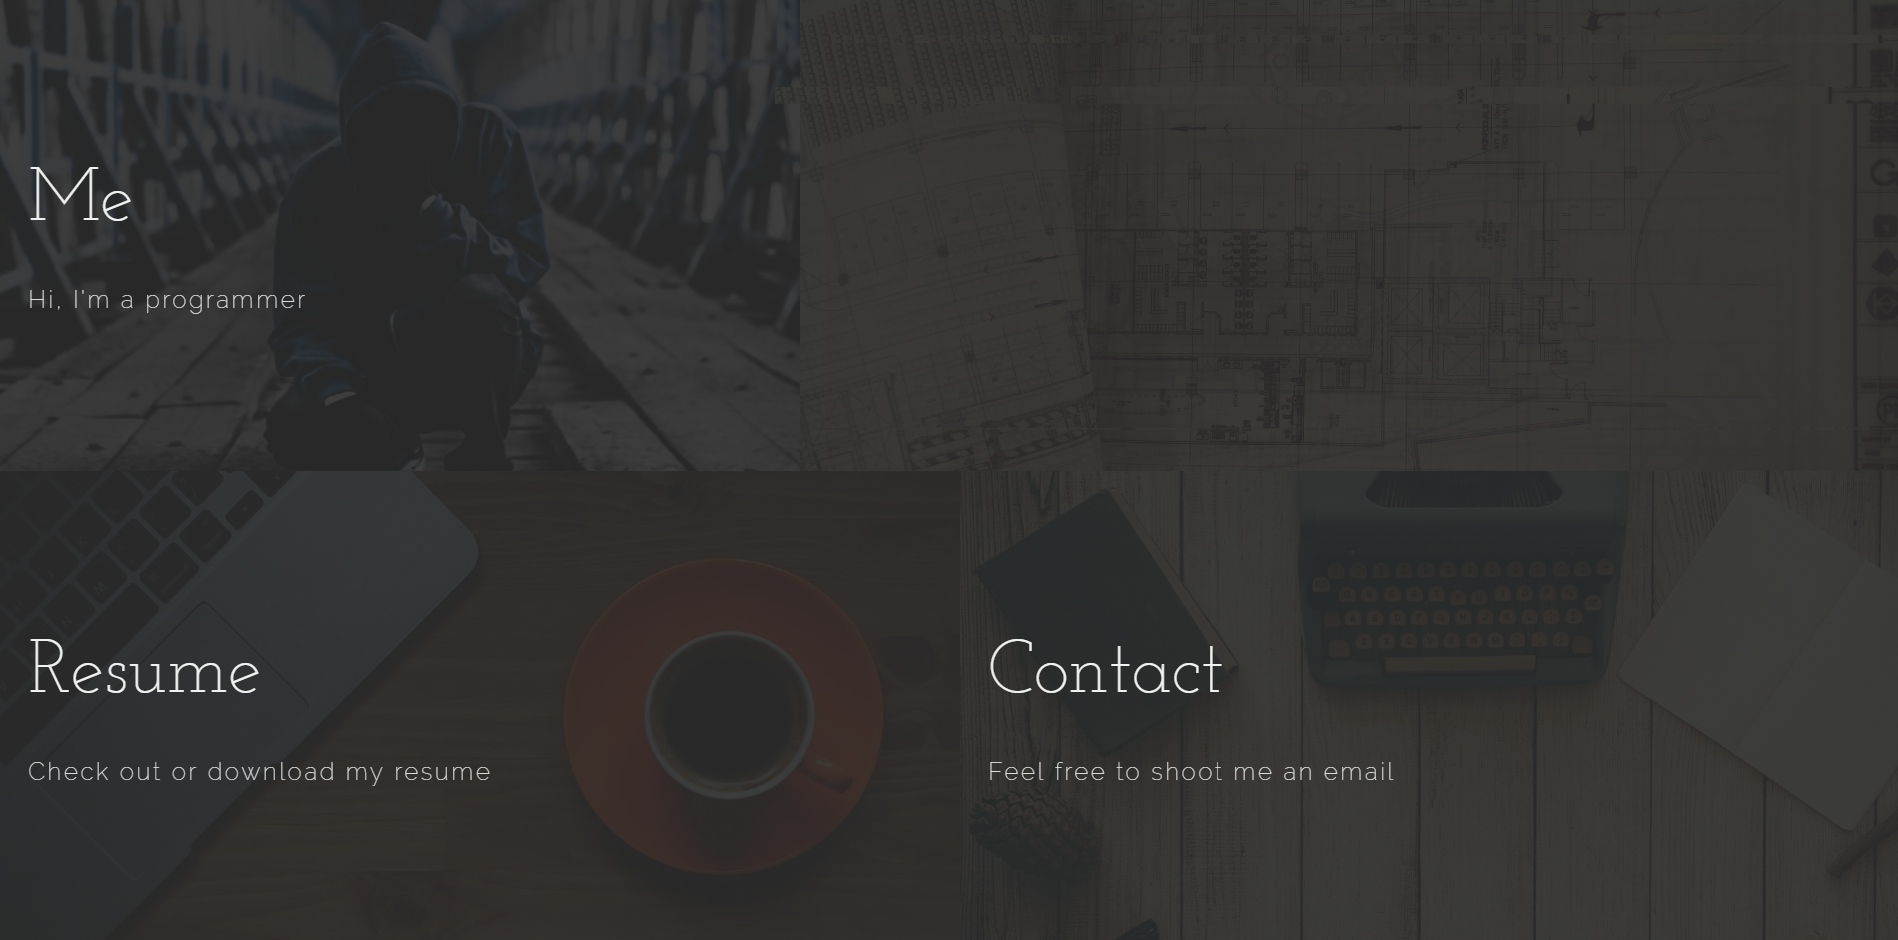 Me
Hi, I'm a programmer
Resume
Check out or download my resume
Contact
Feel free to shoot me an email